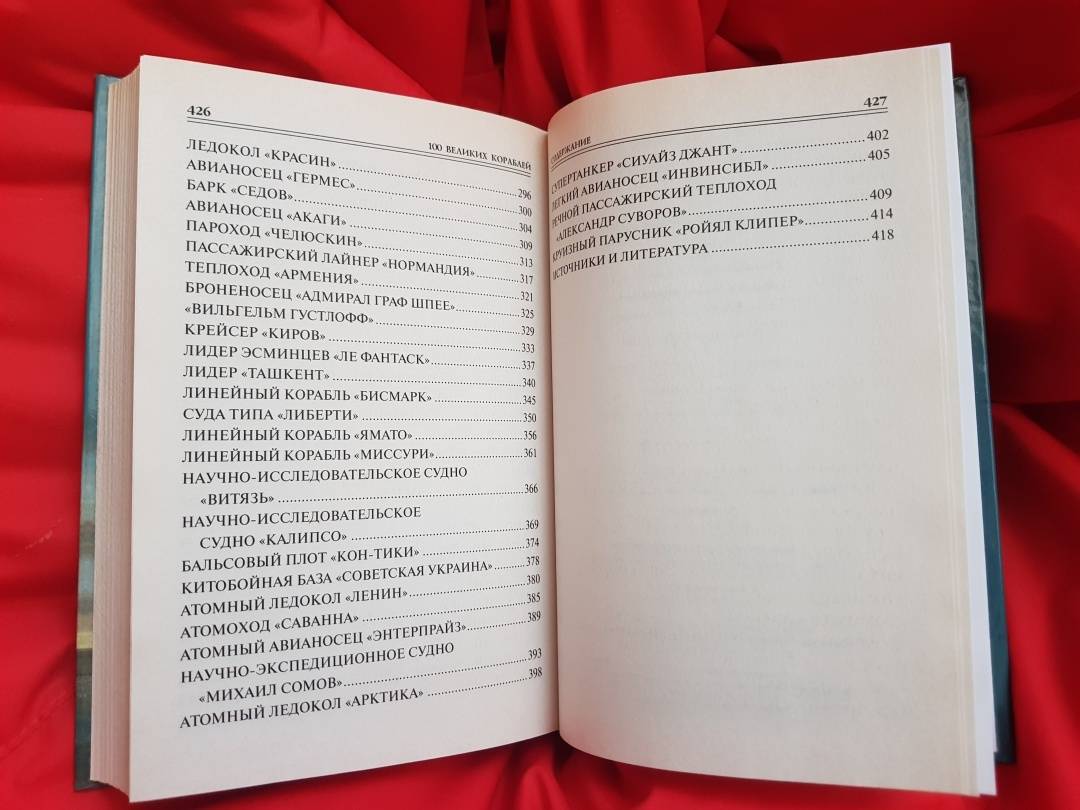 426
100 ВЕЛИКИХ КОРАБЛЕЙ
ЛЕДОКОЛ «КРАСИН» 296
АВИАНОСЕЦ «ГЕРМЕС» 300
БАРК «СЕДОВ» 304
АВИАНОСЕЦ «АКАГИ» 309
ПАРОХОД «ЧЕЛЮСКИН» 313
ПАССАЖИРСКИЙ ЛАЙНЕР «НОРМАНДИЯ» 317
ТЕПЛОХОД «АРМЕНИЯ» 321
БРОНЕНОСЕЦ «АДМИРАЛ ГРАФ ШПЕЕ» 325
«ВИЛЬГЕЛЬМ ГУСТЛОФФ» 329
КРЕЙСЕР «КИРОВ» 333
ЛИДЕР ЭСМИНЦЕВ «ЛЕ ФАНТАСК» 337
ЛИДЕР «ТАШКЕНТ» 340
ЛИНЕЙНЫЙ КОРАБЛЬ «БИСМАРК» 345
СУДА ТИПА «ЛИБЕРТИ» 350
ЛИНЕЙНЫЙ КОРАБЛЬ «ЯМАТО» 356
ЛИНЕЙНЫЙ КОРАБЛЬ «МИССУРИ» 361
НАУЧНО-ИССЛЕДОВАТЕЛЬСКОЕ СУДНО
«ВИТЯЗЬ» 366
НАУЧНО-ИССЛЕДОВАТЕЛЬСКОЕ
СУДНО «КАЛИПСО» 369
БАЛЬСОВЫЙ ПЛОТ «КОН-ТИКИ» 374
КИТОБОЙНАЯ БАЗА «СОВЕТСКАЯ УКРАИНА» 378
АТОМНЫЙ ЛЕДОКОЛ «ЛЕНИН» 380
АТОМОХОД «САВАННА» 385
АТОМНЫЙ АВИАНОСЕЦ «ЭНТЕРПРАЙЗ» 389
НАУЧНО-ЭКСПЕДИЦИОННОЕ СУДНО
«МИХАИЛ СОМОВ» 393
АТОМНЫЙ ЛЕДОКОЛ «АРКТИКА» 398
427
СОДЕРЖАНИЕ
СУПЕРТАНКЕР «СИУАЙЗ ДЖАНТ» 402
ЛЕГКИЙ АВИАНОСЕЦ «ИНВИНСИБЛ» 405
РЕЧНОЙ ПАССАЖИРСКИЙ ТЕПЛОХОД
«АЛЕКСАНДР СУВОРОВ» 409
КРУИЗНЫЙ ПАРУСНИК «РОЙЯЛ КЛИПЕР» 414
ИСТОЧНИКИ И ЛИТЕРАТУРА 418